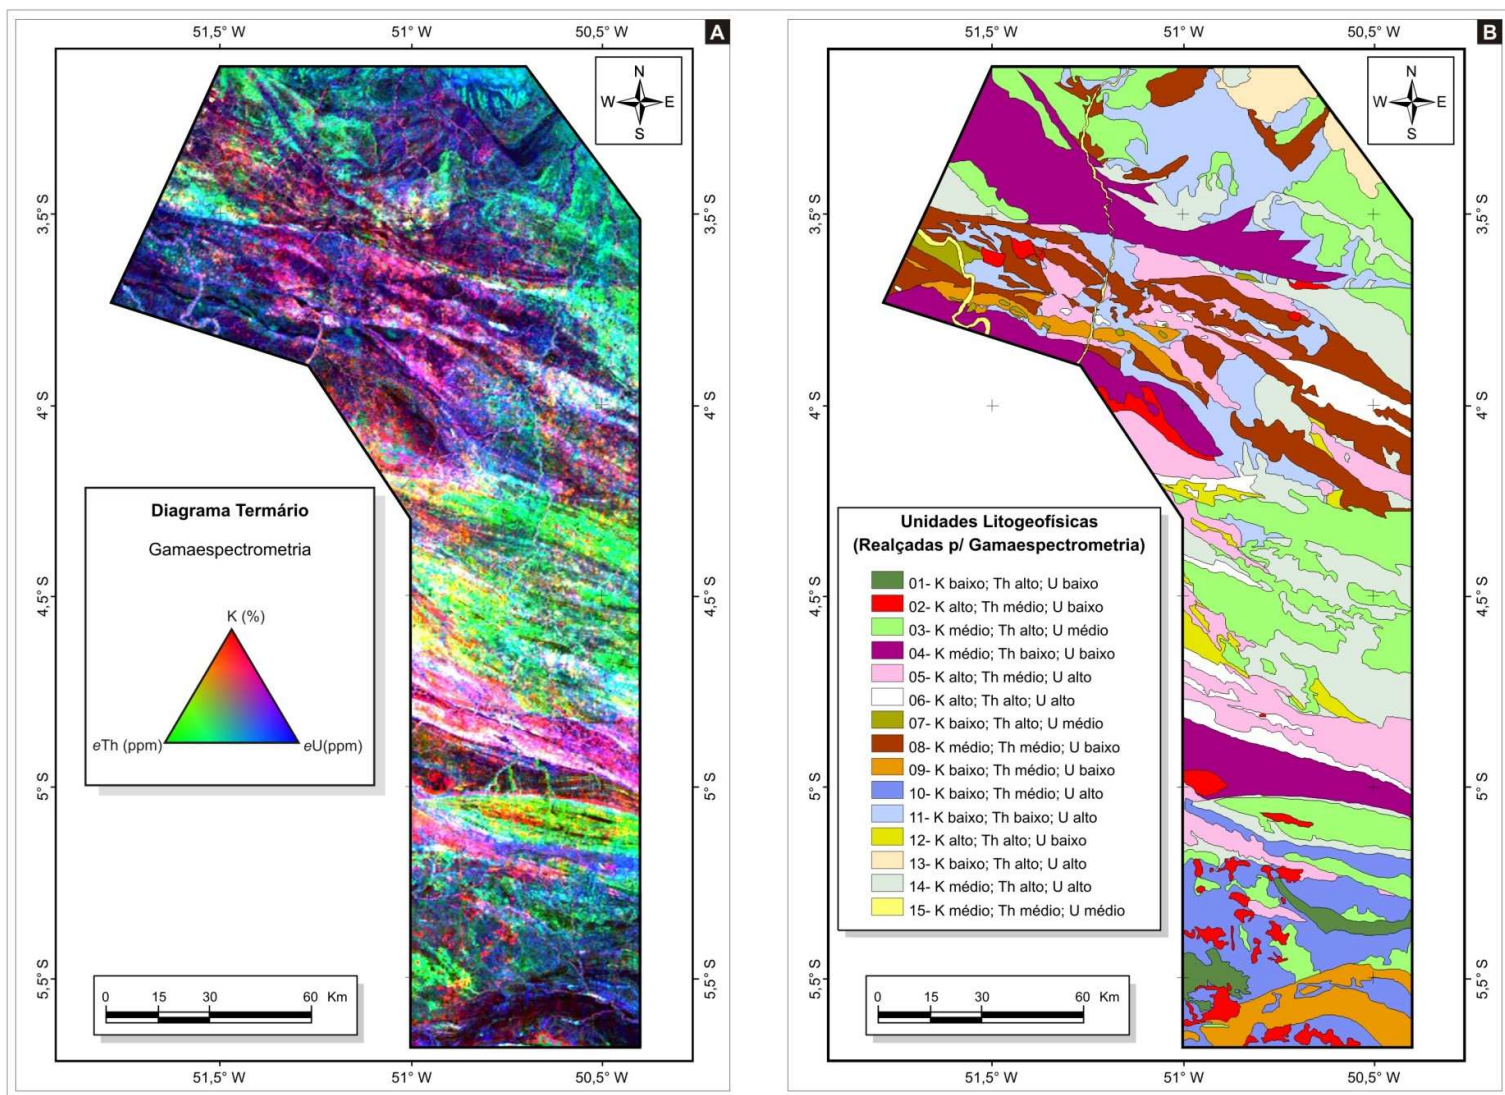 51,5° W
51° W
50,5° W
A
N
W
E
S
3,5°S
3,5°S
4° S
4° S
4,5°S
4,5°S
5° S
5° S
5,5°S
5,5°S
Diagrama Termário
Gamaespectrometria
K (%)
eTh (ppm)
eU(ppm)
0
15
30
60
Km
51,5° W
51° W
50,5° W
51,5° W
51° W
50,5° W
B
N
W
E
S
3,5°S
3,5°S
4° S
4° S
4,5°S
4,5°S
5° S
5° S
5,5°S
5,5°S
Unidades Litogeofísicas
(Realçadas p/ Gamaespectrometria)
01- K baixo; Th alto; U baixo
02- K alto; Th médio; U baixo
03- K médio; Th alto; U médio
04- K médio; Th baixo; U baixo
05- K alto; Th médio; U alto
06- K alto; Th alto; U alto
07- K baixo; Th alto; U médio
08- K médio; Th médio; U baixo
09- K baixo; Th médio; U baixo
10- K baixo; Th médio; U alto
11- K baixo; Th baixo; U alto
12- K alto; Th alto; U baixo
13- K baixo; Th alto; U alto
14- K médio; Th alto; U alto
15- K médio; Th médio; U médio
0
15
30
60
Km
51,5° W
51° W
50,5° W